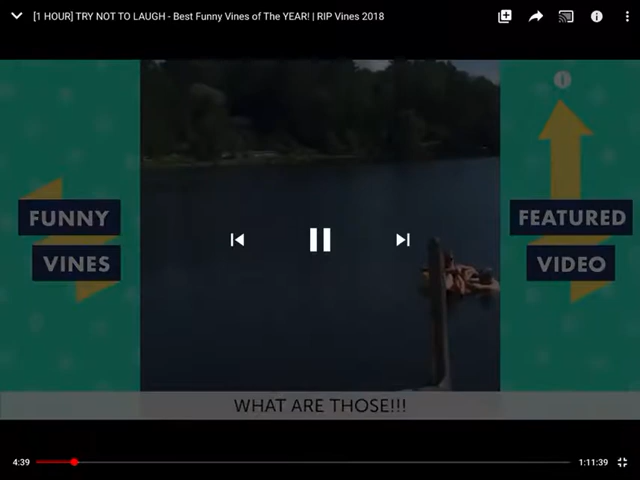 [1 HOUR] TRY NOT TO LAUGH - Best Funny Vines of The YEAR! | RIP Vines 2018
FUNNY
VINES
FEATURED
VIDEO
WHAT ARE THOSE!!!
4:39
1:11:39